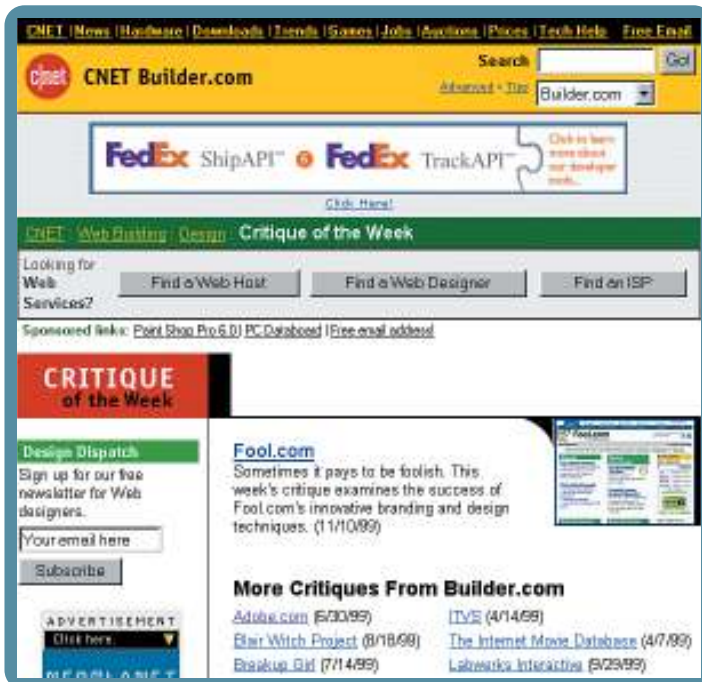 CNET | News | Hardware | Downloads | Trends | Games | Jobs | Auctions | Prices | Tech Help Free Email
c|net CNET Builder.com
Search Go!
Advanced • Tips Builder.com
FedEx ShipAPI™ FedEx TrackAPI™
Click to learn
more about
our developer
tools...
Click Here!
CNET Web Building Design Critique of the Week
Looking for
Web
Services?
Find a Web Host Find a Web Designer Find an ISP
Sponsored links: Paint Shop Pro 6.0 | PC Databoard | Free email address!
CRITIQUE
of the Week
Design Dispatch
Sign up for our free
newsletter for Web
designers.
Your email here
Subscribe
ADVERTISEMENT
Click here.
NEOPLANET
Fool.com
Sometimes it pays to be foolish. This
week's critique examines the success of
Fool.com's innovative branding and design
techniques. (11/10/99)
Fool.com
More Critiques From Builder.com
Adobe.com (6/30/99) ITVS (4/14/99)
Blair Witch Project (8/18/99) The Internet Movie Database (4/7/99)
Breakup Girl (7/14/99) Labwerks Interactive (9/29/99)